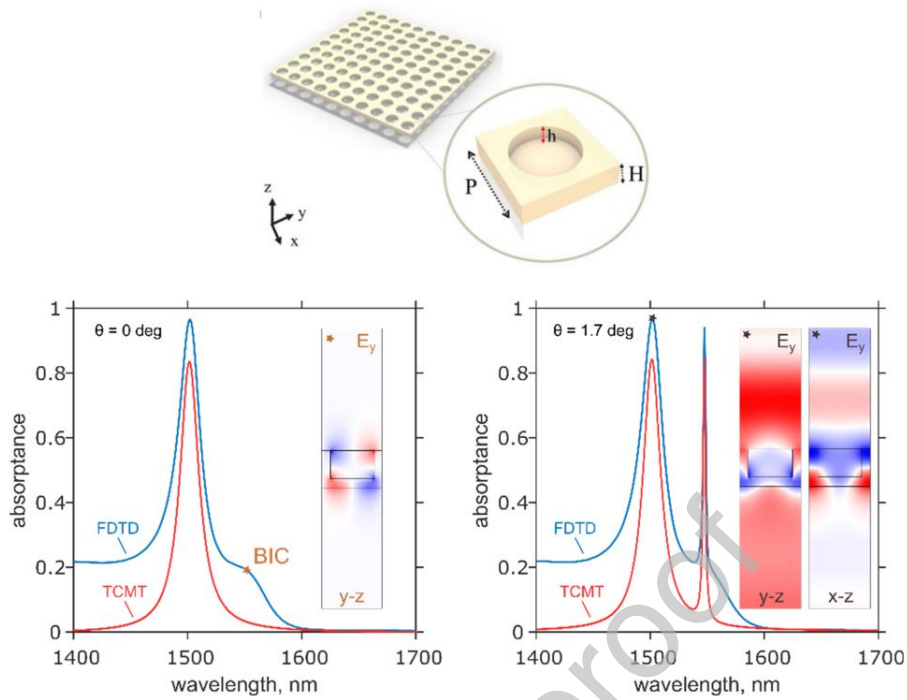 h
P
H
z
y
x
θ = 0 deg
E_y
FDTD
BIC
TCMT
y-z
absorptance
0
0.2
0.4
0.6
0.8
1
1400
1500
1600
1700
wavelength, nm
θ = 1.7 deg
E_y
E_y
FDTD
TCMT
y-z
x-z
absorptance
0
0.2
0.4
0.6
0.8
1
1400
1500
1600
1700
wavelength, nm
proof